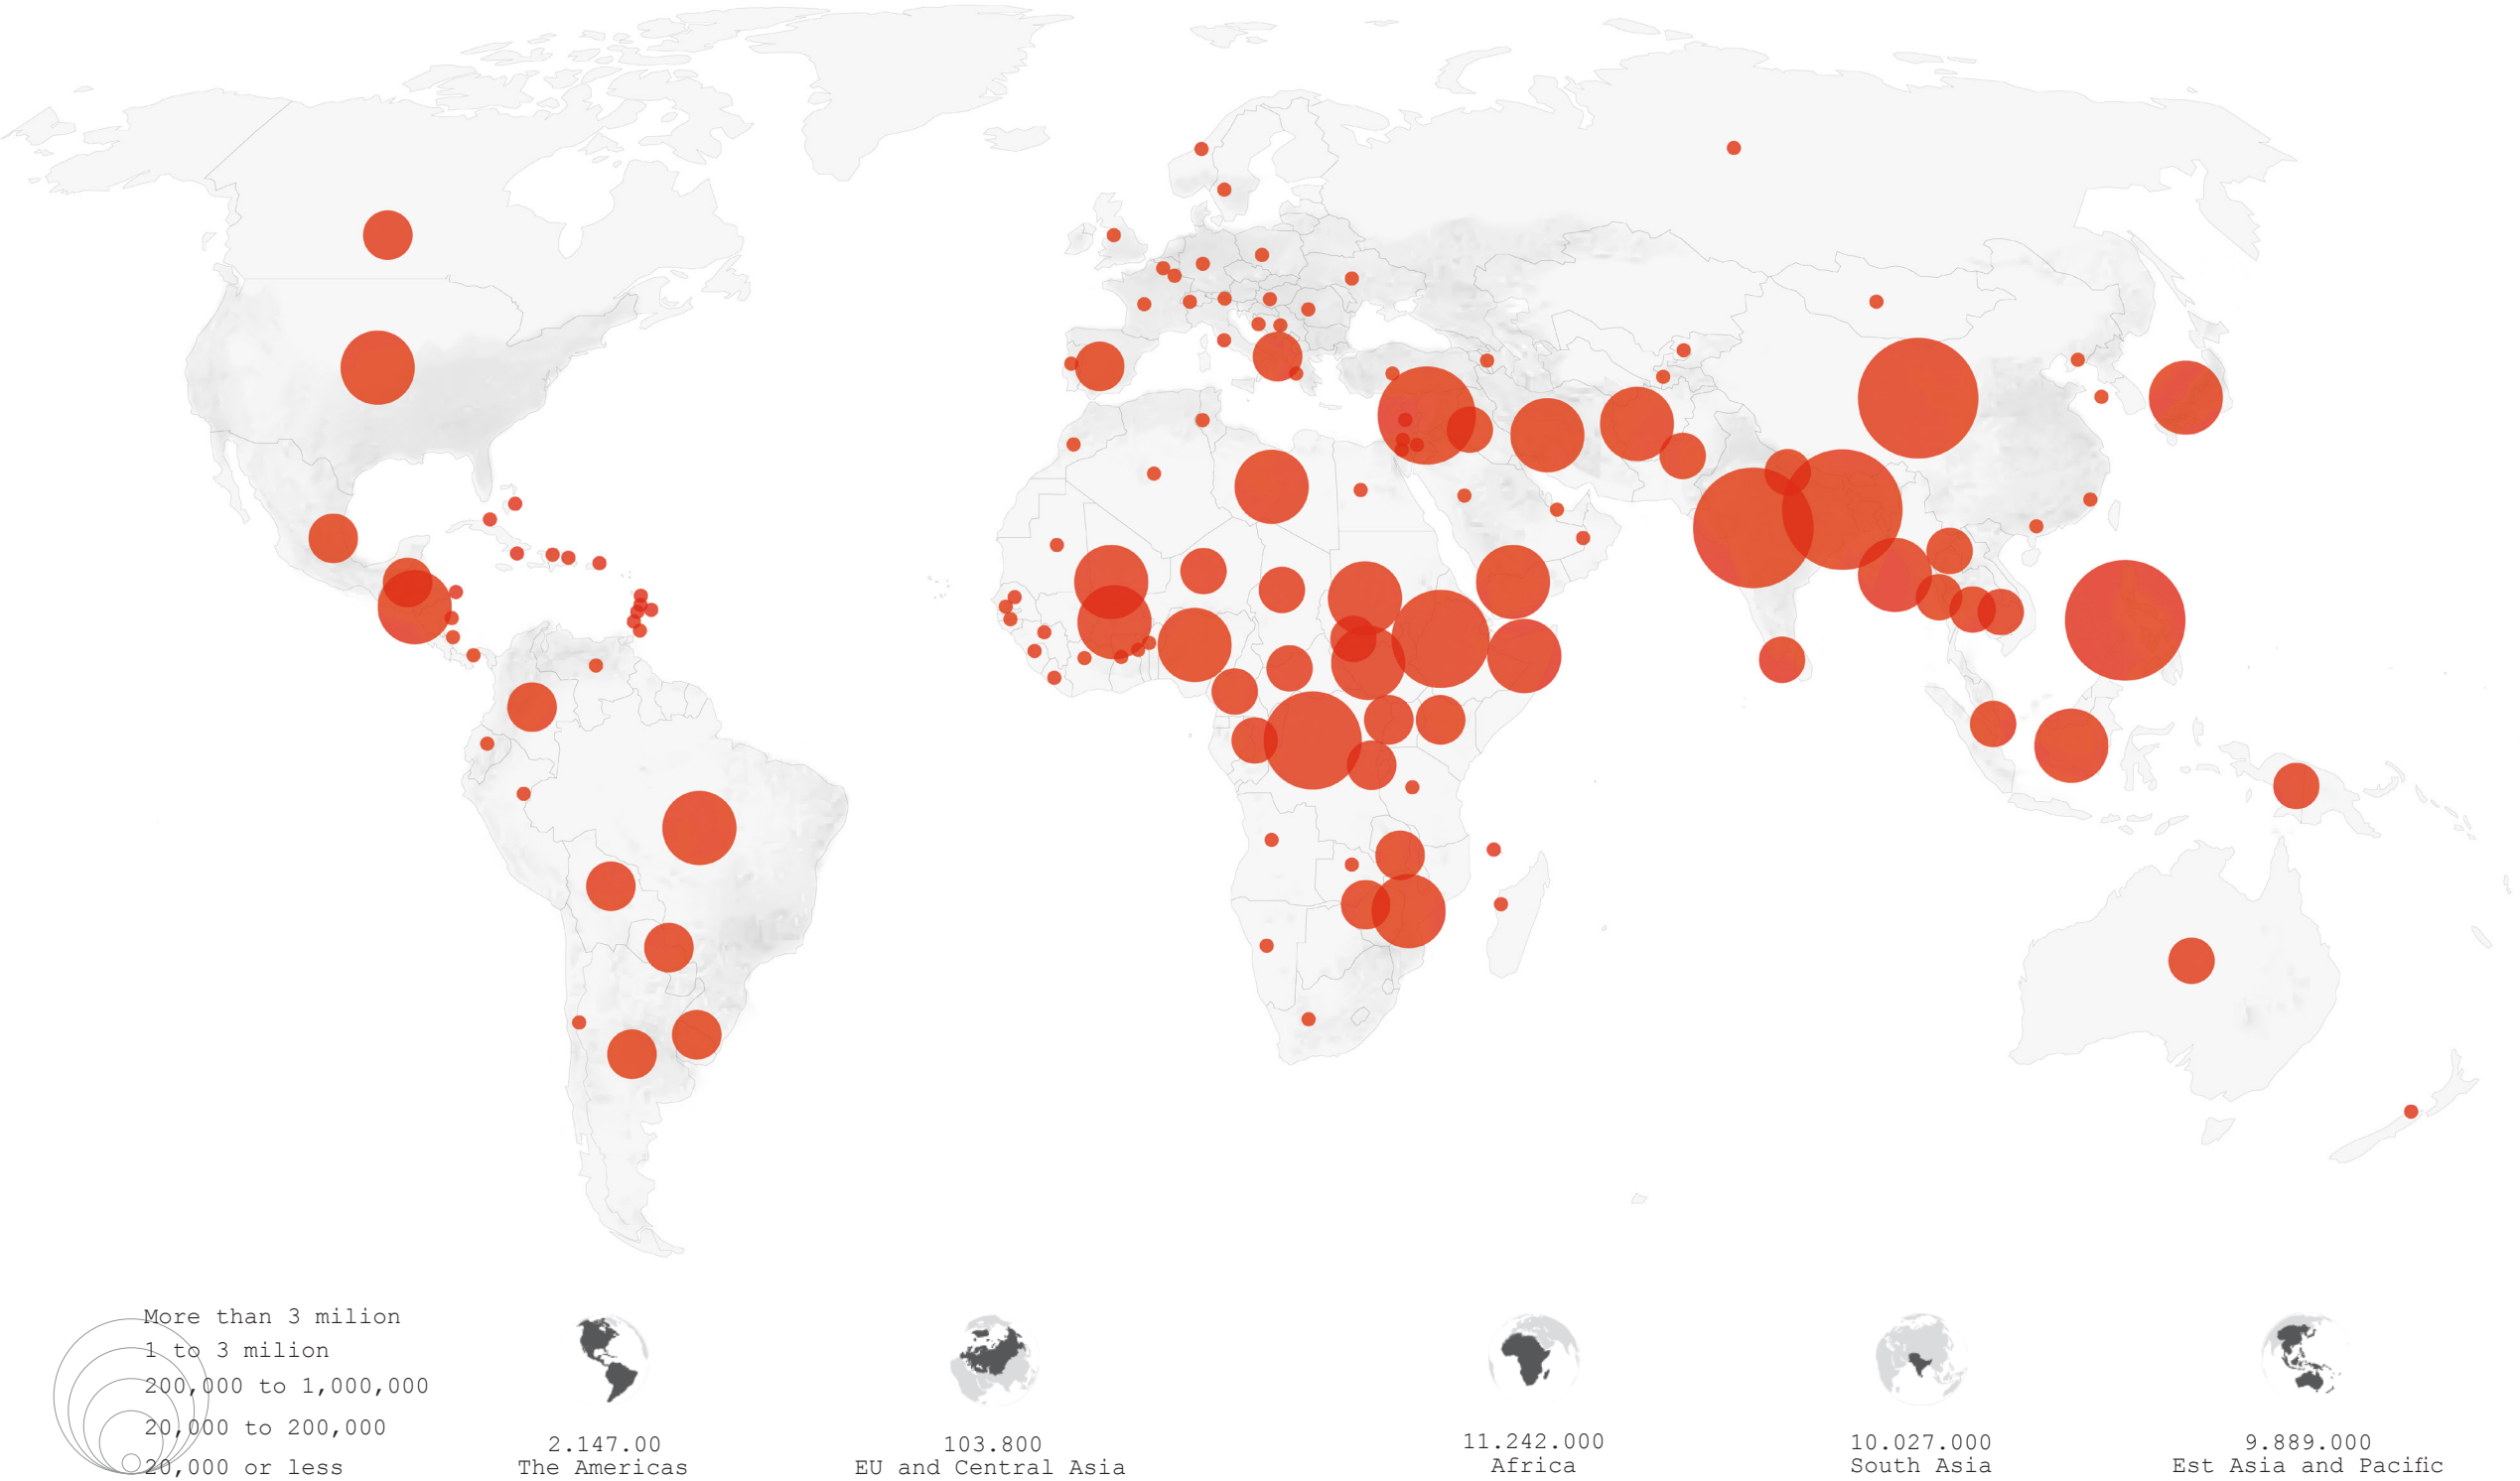 More than 3 milion
1 to 3 milion
200,000 to 1,000,000
20,000 to 200,000
20,000 or less
2.147.00
The Americas
103.800
EU and Central Asia
11.242.000
Africa
10.027.000
South Asia
9.889.000
Est Asia and Pacific